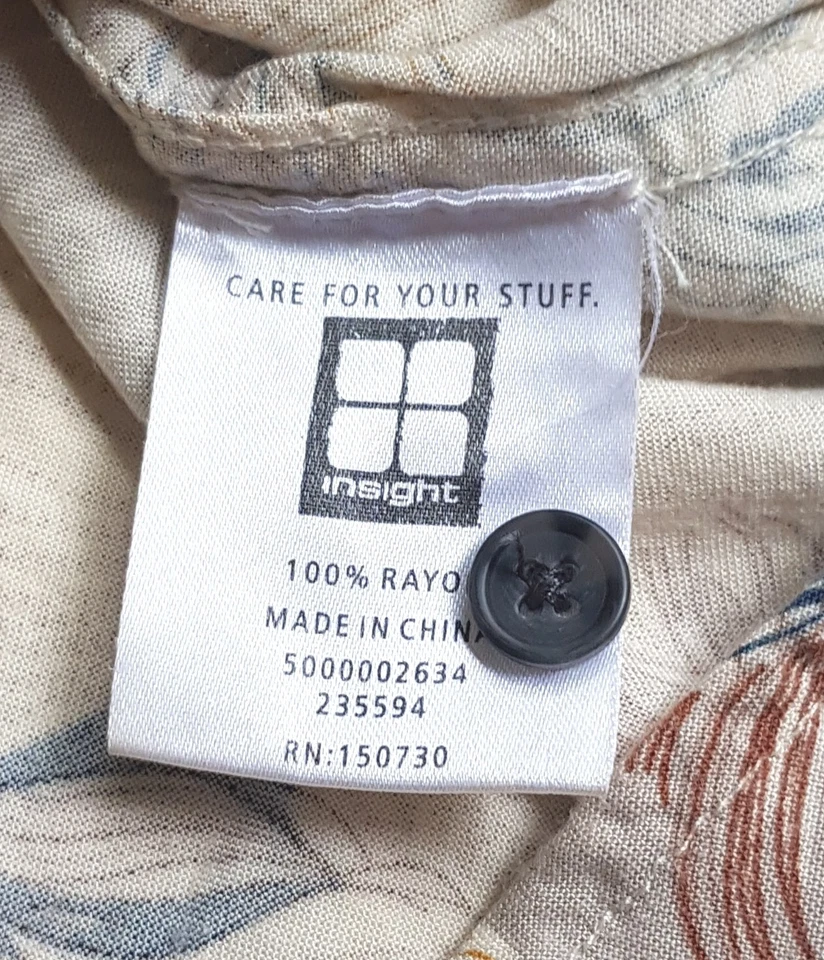 CARE FOR YOUR STUFF.
insight
100% RAYO
MADE IN CHINA
5000002634
235594
RN:150730